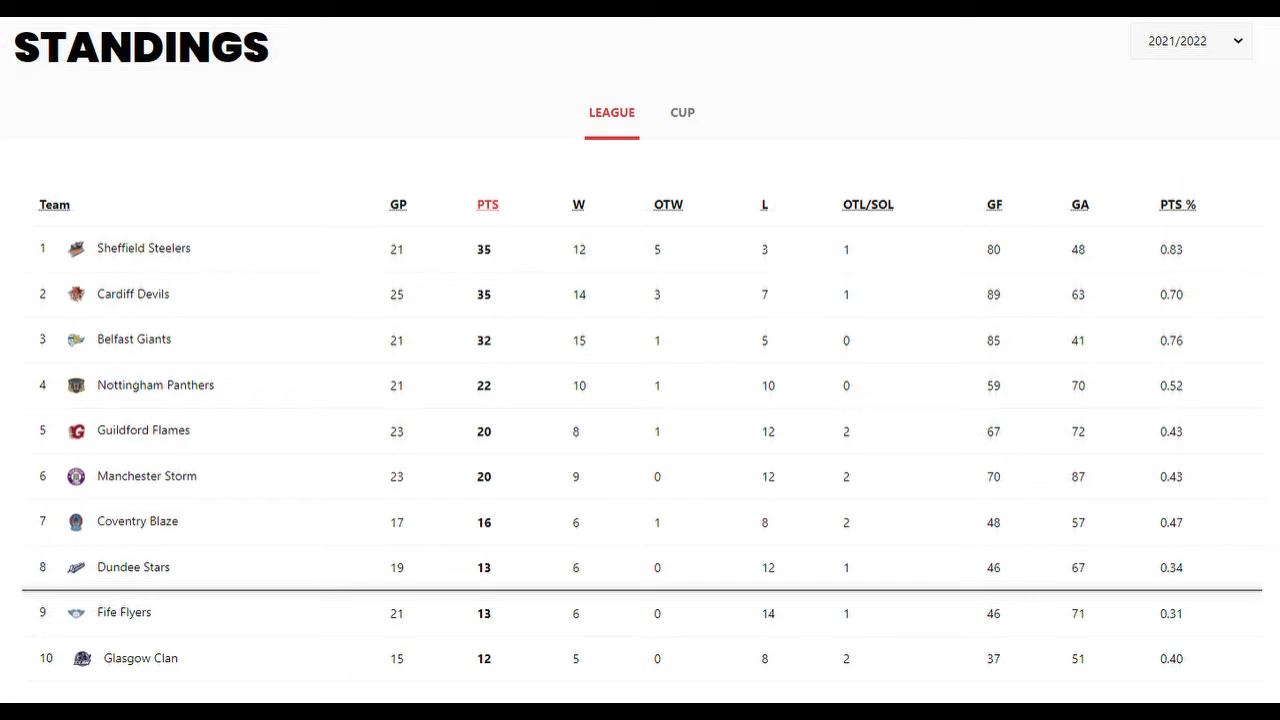 STANDINGS
2021/2022
LEAGUE CUP
Team GP PTS W OTW L OTL/SOL GF GA PTS %
1 Sheffield Steelers 21 35 12 5 3 1 80 48 0.83
2 Cardiff Devils 25 35 14 3 7 1 89 63 0.70
3 Belfast Giants 21 32 15 1 5 0 85 41 0.76
4 Nottingham Panthers 21 22 10 1 10 0 59 70 0.52
5 Guildford Flames 23 20 8 1 12 2 67 72 0.43
6 Manchester Storm 23 20 9 0 12 2 70 87 0.43
7 Coventry Blaze 17 16 6 1 8 2 48 57 0.47
8 Dundee Stars 19 13 6 0 12 1 46 67 0.34
9 Fife Flyers 21 13 6 0 14 1 46 71 0.31
10 Glasgow Clan 15 12 5 0 8 2 37 51 0.40